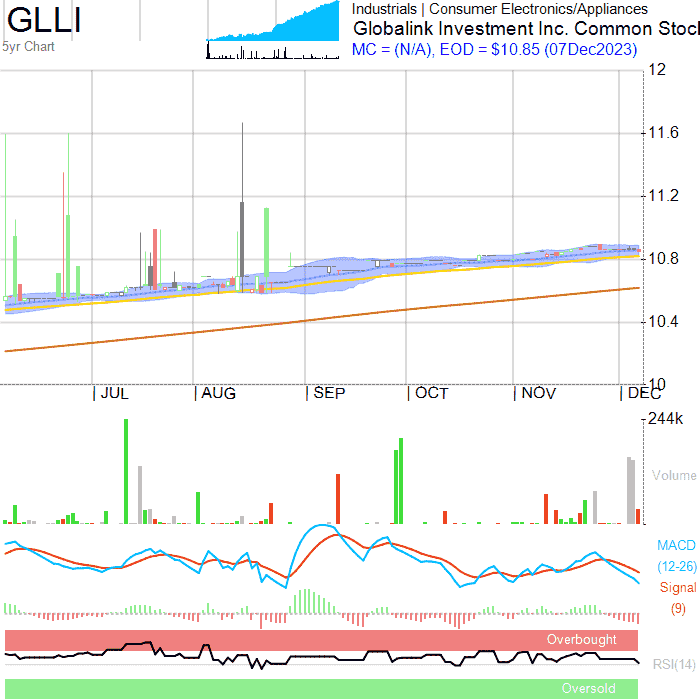 GLLI
5yr Chart
Industrials | Consumer Electronics/Appliances
Globalink Investment Inc. Common Stoc
MC = (N/A), EOD = $10.85 (07Dec2023)
12
11.6
11.2
10.8
10.4
10
JUL
AUG
SEP
OCT
NOV
DEC
244k
Volume
MACD
(12-26)
Signal
(9)
Overbought
RSI(14)
Oversold